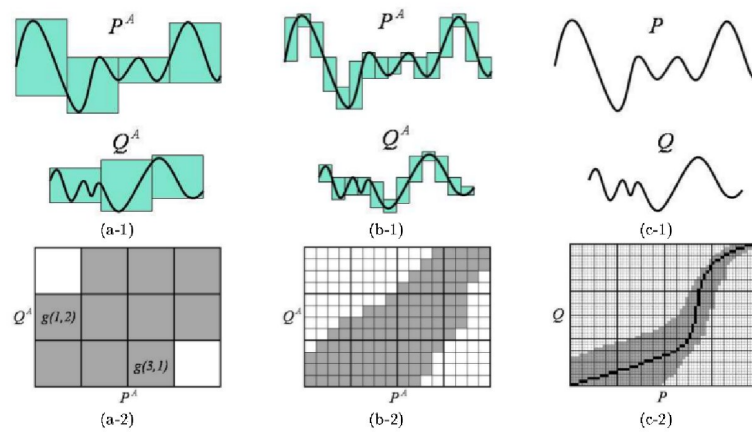 P^A
P^A
P
Q^A
Q^A
Q
(a-1)
(b-1)
(c-1)
Q^A
g(1,2)
g(3,1)
P^A
(a-2)
Q^A
P^A
(b-2)
Q
P
(c-2)